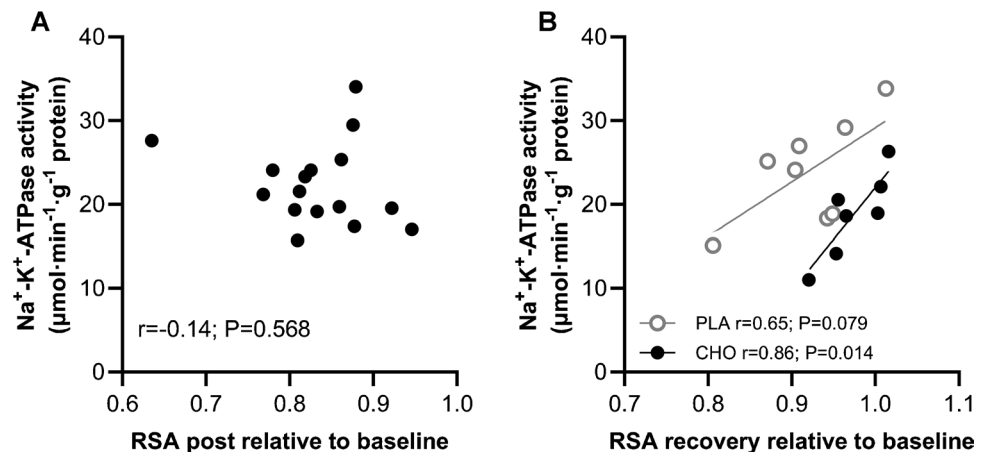 A
Na⁺-K⁺-ATPase activity
(µmol·min⁻¹·g⁻¹ protein)
40
30
20
10
0
r=-0.14; P=0.568
0.6 0.7 0.8 0.9 1.0
RSA post relative to baseline
B
Na⁺-K⁺-ATPase activity
(µmol·min⁻¹·g⁻¹ protein)
40
30
20
10
0
PLA r=0.65; P=0.079
CHO r=0.86; P=0.014
0.7 0.8 0.9 1.0 1.1
RSA recovery relative to baseline